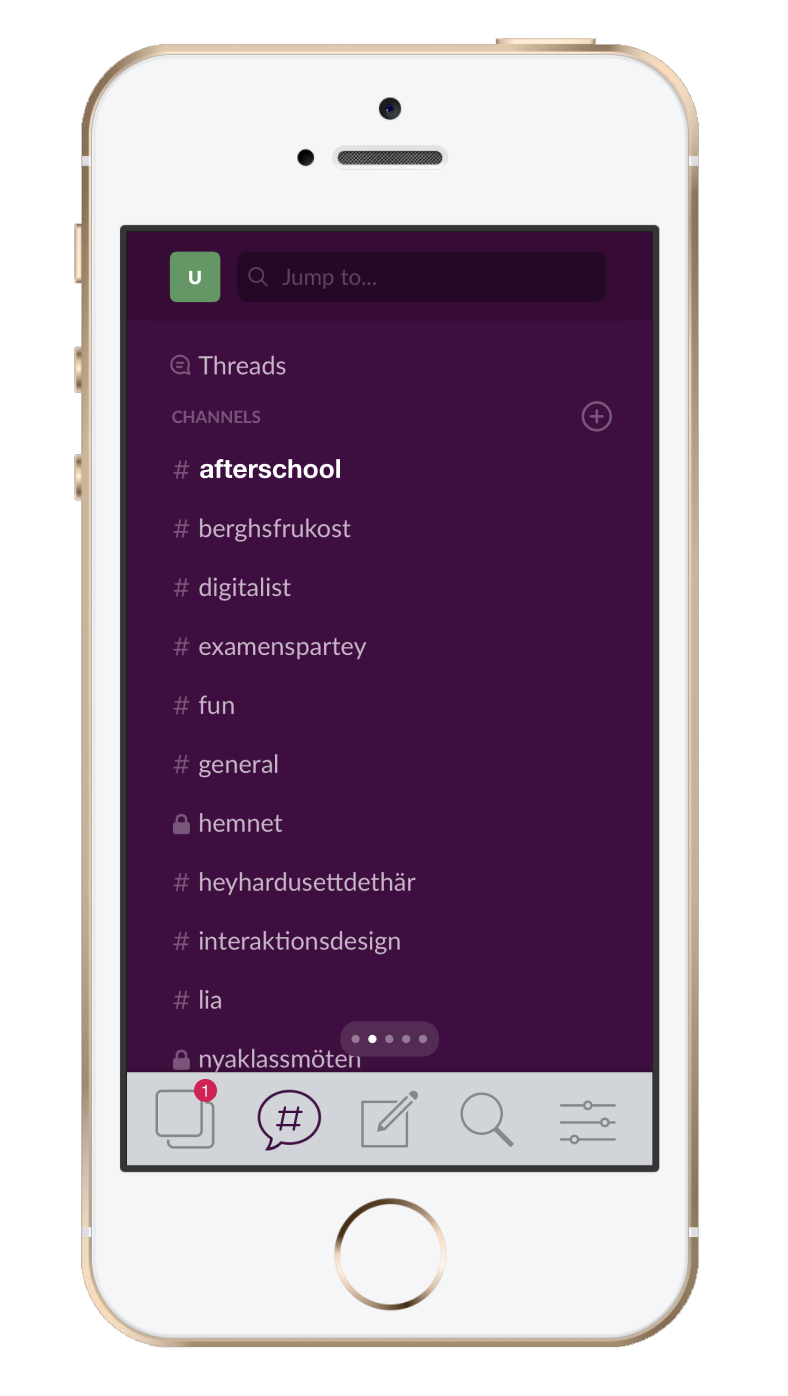 U
Jump to...
Threads
CHANNELS
# afterschool
# berghsfrukost
# digitalist
# examenspartey
# fun
# general
hemnet
# heyhardusettdethär
# interaktionsdesign
# lia
nyaklassmöten
1
#